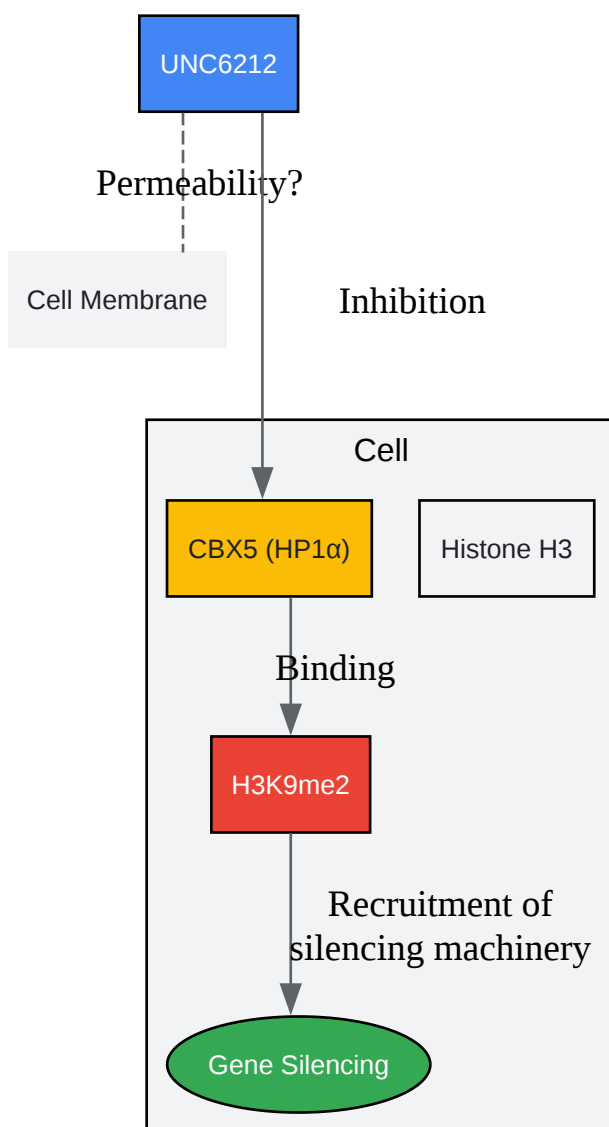 UNC6212
Permeability?
Cell Membrane
Inhibition
Cell
CBX5 (HP1α)
Histone H3
Binding
H3K9me2
Recruitment of
silencing machinery
Gene Silencing